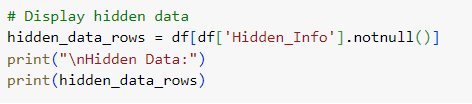 # Display hidden data
hidden_data_rows = df[df['Hidden_Info'].notnull()]
print("\nHidden Data:")
print(hidden_data_rows)